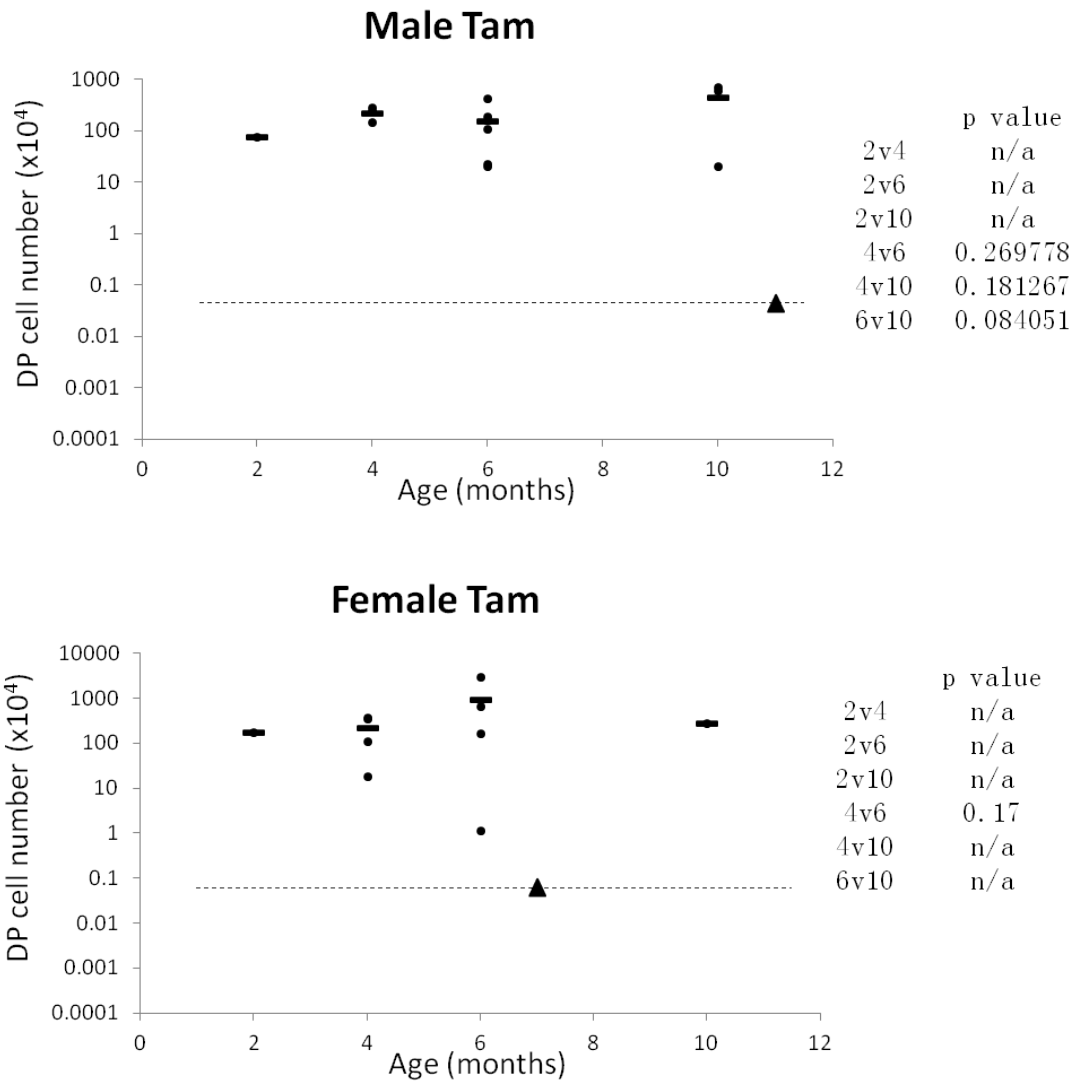 Male Tam
DP cell number (x10⁴)
1000
100
10
1
0.1
0.01
0.001
0.0001
0 2 4 6 8 10 12
Age (months)
p value
2v4 n/a
2v6 n/a
2v10 n/a
4v6 0.269778
4v10 0.181267
6v10 0.084051
Female Tam
DP cell number (x10⁴)
10000
1000
100
10
1
0.1
0.01
0.001
0.0001
0 2 4 6 8 10 12
Age (months)
p value
2v4 n/a
2v6 n/a
2v10 n/a
4v6 0.17
4v10 n/a
6v10 n/a